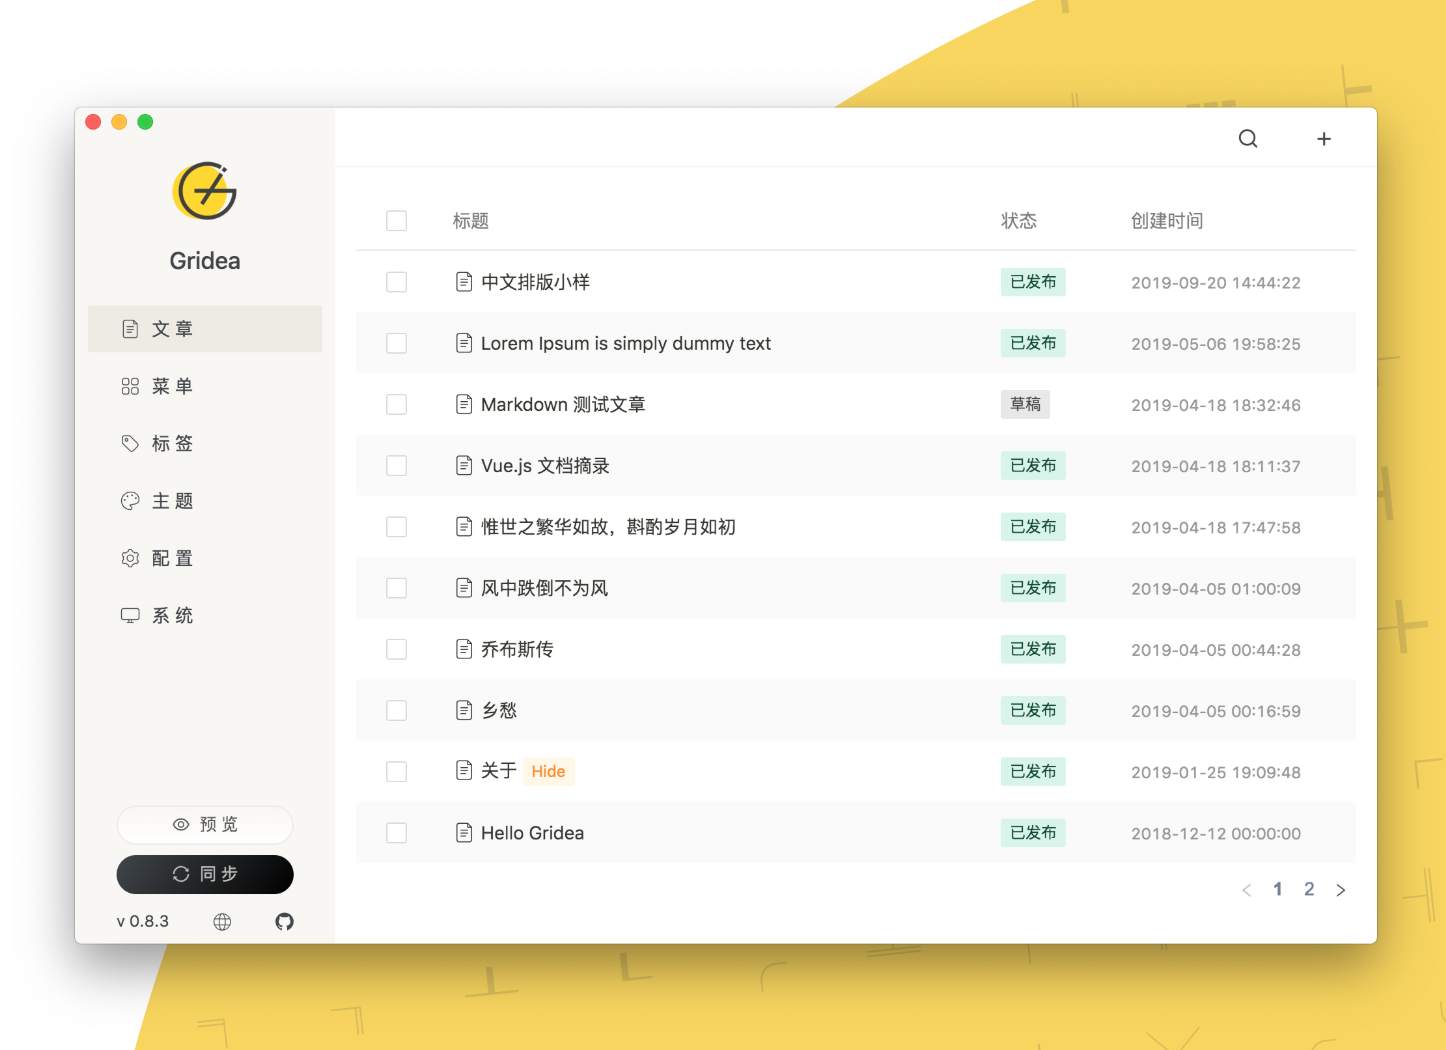 Gridea
文章
菜单
标签
主题
配置
系统
预览
同步
v 0.8.3
标题 状态 创建时间
中文排版小样 已发布 2019-09-20 14:44:22
Lorem Ipsum is simply dummy text 已发布 2019-05-06 19:58:25
Markdown 测试文章 草稿 2019-04-18 18:32:46
Vue.js 文档摘录 已发布 2019-04-18 18:11:37
惟世之繁华如故，斟酌岁月如初 已发布 2019-04-18 17:47:58
风中跌倒不为风 已发布 2019-04-05 01:00:09
乔布斯传 已发布 2019-04-05 00:44:28
乡愁 已发布 2019-04-05 00:16:59
关于 Hide 已发布 2019-01-25 19:09:48
Hello Gridea 已发布 2018-12-12 00:00:00
< 1 2 >